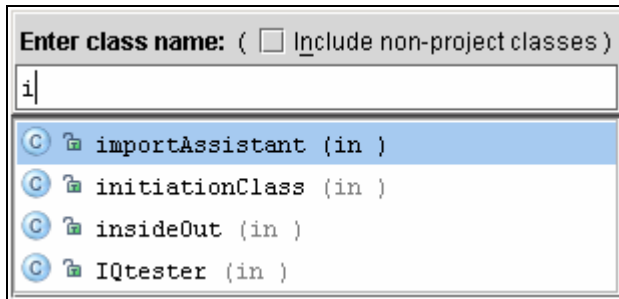 Enter class name: ( Include non-project classes )
i
C importAssistant (in )
C initiationClass (in )
C insideOut (in )
C IQtester (in )